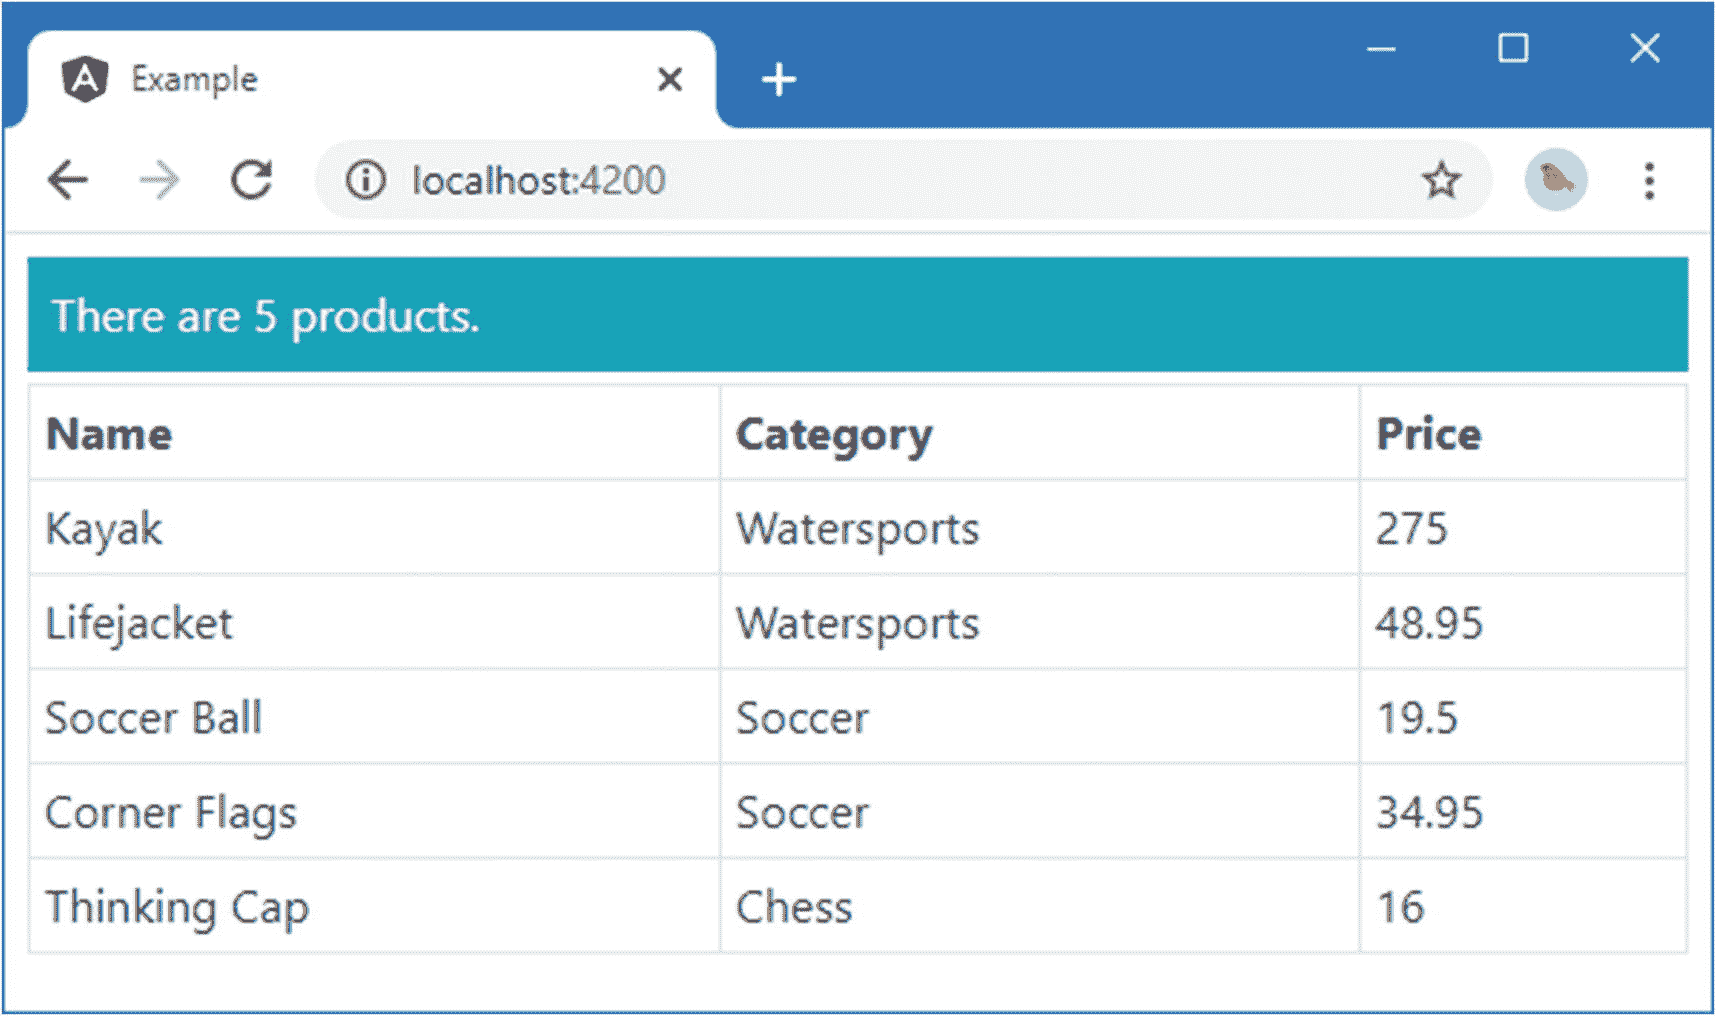 Example
localhost:4200
There are 5 products.
Name Category Price
Kayak Watersports 275
Lifejacket Watersports 48.95
Soccer Ball Soccer 19.5
Corner Flags Soccer 34.95
Thinking Cap Chess 16